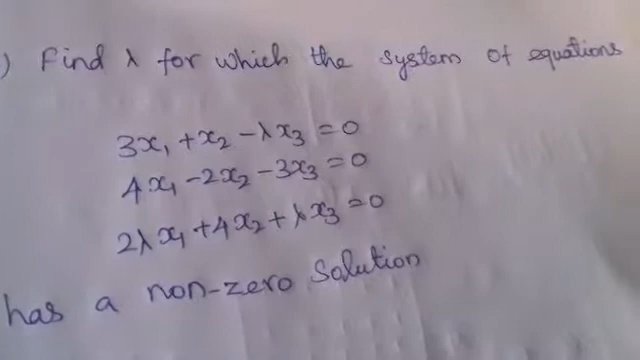 ) Find λ for which the system of equations
3x₁ + x₂ - λx₃ = 0
4x₁ - 2x₂ - 3x₃ = 0
2λx₁ + 4x₂ + λx₃ = 0
has a non-zero solution